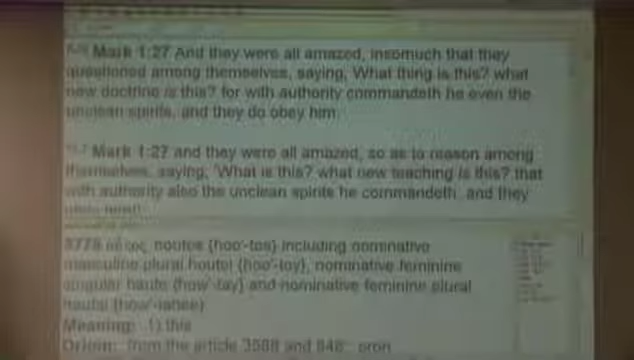 Mark 1:27 And they were all amazed, insomuch that they
questioned among themselves, saying, What thing is this? what
new doctrine is this? for with authority commandeth he even the
unclean spirits, and they do obey him.
Mark 1:27 and they were all amazed, so as to reason among
themselves, saying, 'What is this? what new teaching is this? that
with authority also the unclean spirits he commandeth, and they
3778 houtos {hoo'-tos} including nominative
masculine plural houtoi {hoo'-toy}, nominative feminine
singular haute {how'-tay} and nominative feminine plural
hautai {how'-tahee}
Meaning: 1) this
Origin: from the article 3588 and 846; pron